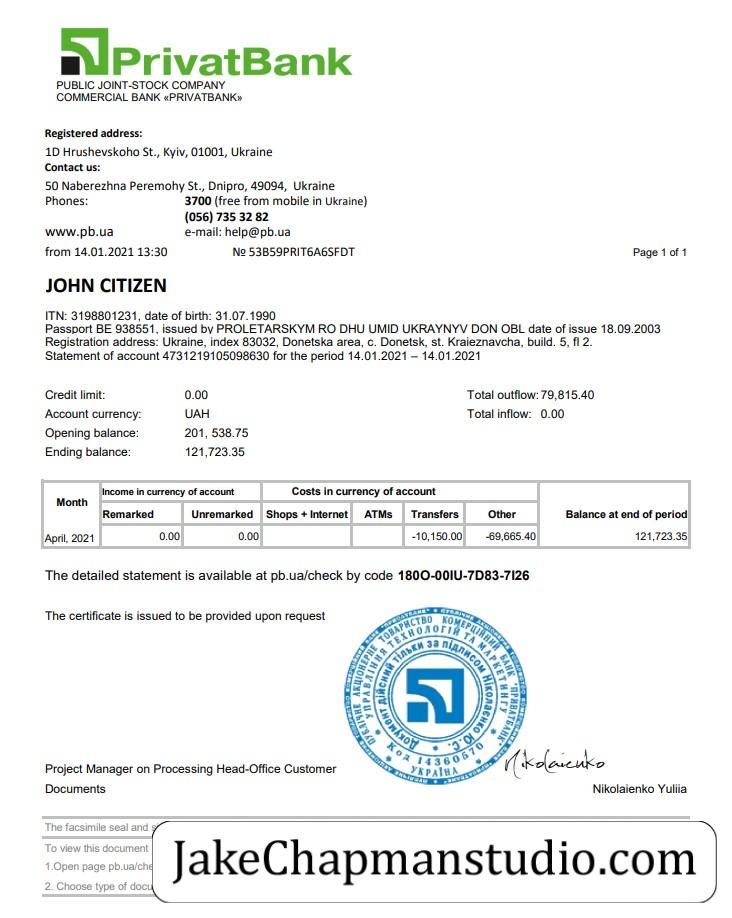 PrivatBank
PUBLIC JOINT-STOCK COMPANY
COMMERCIAL BANK «PRIVATBANK»
Registered address:
1D Hrushevskoho St., Kyiv, 01001, Ukraine
Contact us:
50 Naberezhna Peremohy St., Dnipro, 49094, Ukraine
Phones: 3700 (free from mobile in Ukraine)
(056) 735 32 82
www.pb.ua e-mail: help@pb.ua
from 14.01.2021 13:30 № 53B59PRIT6A6SFDT Page 1 of 1
JOHN CITIZEN
ITN: 3198801231, date of birth: 31.07.1990
Passport BE 938551, issued by PROLETARSKYM RO DHU UMID UKRAYNYV DON OBL date of issue 18.09.2003
Registration address: Ukraine, index 83032, Donetska area, c. Donetsk, st. Kraieznavcha, build. 5, fl 2.
Statement of account 4731219105098630 for the period 14.01.2021 – 14.01.2021
Credit limit: 0.00 Total outflow: 79,815.40
Account currency: UAH Total inflow: 0.00
Opening balance: 201, 538.75
Ending balance: 121,723.35
Month Income in currency of account Costs in currency of account Balance at end of period
Remarked Unremarked Shops + Internet ATMs Transfers Other
April, 2021 0.00 0.00 -10,150.00 -69,665.40 121,723.35
The detailed statement is available at pb.ua/check by code 180O-00IU-7D83-7I26
The certificate is issued to be provided upon request
ПУБЛІЧНЕ АКЦІОНЕРНЕ ТОВАРИСТВО КОМЕРЦІЙНИЙ БАНК "ПРИВАТБАНК"
УПРАВЛІННЯ ТЕХНОЛОГІЙ ТА МАРКЕТИНГУ
Документ дійсний тільки за підписом Ніколаєнко Ю.С.
Код 14360570
УКРАЇНА
Nikolaienko
Project Manager on Processing Head-Office Customer
Documents Nikolaienko Yuliia
The facsimile seal and
To view this document
1.Open page pb.ua/che
2. Choose type of docu
JakeChapmanstudio.com